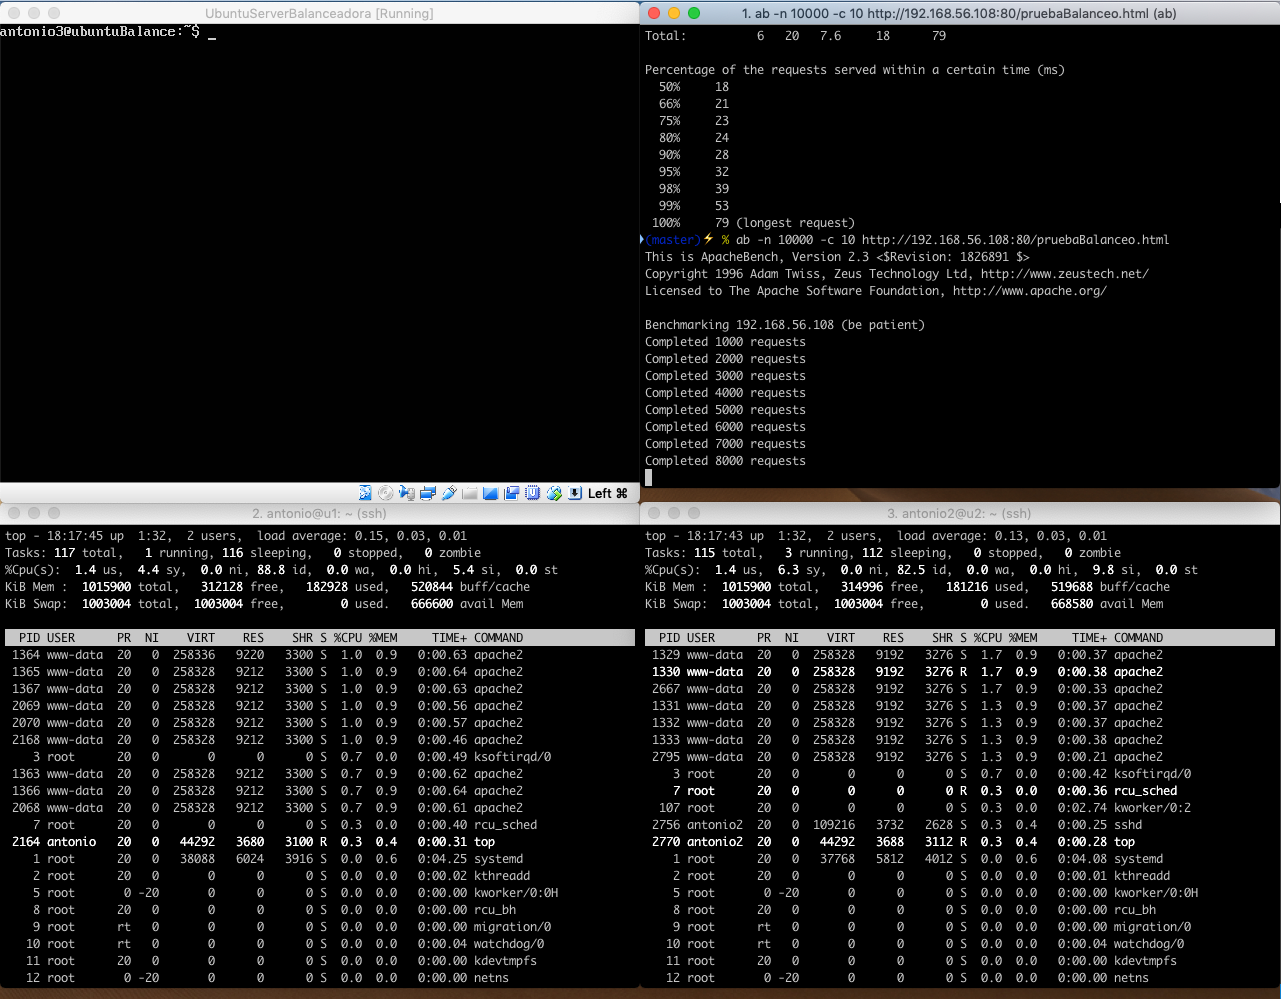 UbuntuServerBalanceadora [Running]
antonio3@ubuntuBalance:~$ _
Left ⌘
1. ab -n 10000 -c 10 http://192.168.56.108:80/pruebaBalanceo.html (ab)
Total:          6   20   7.6     18      79

Percentage of the requests served within a certain time (ms)
  50%     18
  66%     21
  75%     23
  80%     24
  90%     28
  95%     32
  98%     39
  99%     53
 100%     79 (longest request)
(master)⚡ % ab -n 10000 -c 10 http://192.168.56.108:80/pruebaBalanceo.html
This is ApacheBench, Version 2.3 <$Revision: 1826891 $>
Copyright 1996 Adam Twiss, Zeus Technology Ltd, http://www.zeustech.net/
Licensed to The Apache Software Foundation, http://www.apache.org/

Benchmarking 192.168.56.108 (be patient)
Completed 1000 requests
Completed 2000 requests
Completed 3000 requests
Completed 4000 requests
Completed 5000 requests
Completed 6000 requests
Completed 7000 requests
Completed 8000 requests
2. antonio@u1: ~ (ssh)
top - 18:17:45 up  1:32,  2 users,  load average: 0.15, 0.03, 0.01
Tasks: 117 total,   1 running, 116 sleeping,   0 stopped,   0 zombie
%Cpu(s):  1.4 us,  4.4 sy,  0.0 ni, 88.8 id,  0.0 wa,  0.0 hi,  5.4 si,  0.0 st
KiB Mem :  1015900 total,   312128 free,   182928 used,   520844 buff/cache
KiB Swap:  1003004 total,  1003004 free,        0 used.   666600 avail Mem

  PID USER      PR  NI    VIRT    RES    SHR S %CPU %MEM     TIME+ COMMAND
 1364 www-data  20   0  258336   9220   3300 S  1.0  0.9   0:00.63 apache2
 1365 www-data  20   0  258328   9212   3300 S  1.0  0.9   0:00.64 apache2
 1367 www-data  20   0  258328   9212   3300 S  1.0  0.9   0:00.63 apache2
 2069 www-data  20   0  258328   9212   3300 S  1.0  0.9   0:00.56 apache2
 2070 www-data  20   0  258328   9212   3300 S  1.0  0.9   0:00.57 apache2
 2168 www-data  20   0  258328   9212   3300 S  1.0  0.9   0:00.46 apache2
    3 root      20   0       0      0      0 S  0.7  0.0   0:00.49 ksoftirqd/0
 1363 www-data  20   0  258328   9212   3300 S  0.7  0.9   0:00.62 apache2
 1366 www-data  20   0  258328   9212   3300 S  0.7  0.9   0:00.64 apache2
 2068 www-data  20   0  258328   9212   3300 S  0.7  0.9   0:00.61 apache2
    7 root      20   0       0      0      0 S  0.3  0.0   0:00.40 rcu_sched
 2164 antonio   20   0   44292   3680   3100 R  0.3  0.4   0:00.31 top
    1 root      20   0   38088   6024   3916 S  0.0  0.6   0:04.25 systemd
    2 root      20   0       0      0      0 S  0.0  0.0   0:00.02 kthreadd
    5 root       0 -20       0      0      0 S  0.0  0.0   0:00.00 kworker/0:0H
    8 root      20   0       0      0      0 S  0.0  0.0   0:00.00 rcu_bh
    9 root      rt   0       0      0      0 S  0.0  0.0   0:00.00 migration/0
   10 root      rt   0       0      0      0 S  0.0  0.0   0:00.04 watchdog/0
   11 root      20   0       0      0      0 S  0.0  0.0   0:00.00 kdevtmpfs
   12 root       0 -20       0      0      0 S  0.0  0.0   0:00.00 netns
3. antonio2@u2: ~ (ssh)
top - 18:17:43 up  1:32,  2 users,  load average: 0.13, 0.03, 0.01
Tasks: 115 total,   3 running, 112 sleeping,   0 stopped,   0 zombie
%Cpu(s):  1.4 us,  6.3 sy,  0.0 ni, 82.5 id,  0.0 wa,  0.0 hi,  9.8 si,  0.0 st
KiB Mem :  1015900 total,   314996 free,   181216 used,   519688 buff/cache
KiB Swap:  1003004 total,  1003004 free,        0 used.   668580 avail Mem

  PID USER      PR  NI    VIRT    RES    SHR S %CPU %MEM     TIME+ COMMAND
 1329 www-data  20   0  258328   9192   3276 S  1.7  0.9   0:00.37 apache2
 1330 www-data  20   0  258328   9192   3276 R  1.7  0.9   0:00.38 apache2
 2667 www-data  20   0  258328   9192   3276 S  1.7  0.9   0:00.33 apache2
 1331 www-data  20   0  258328   9192   3276 S  1.3  0.9   0:00.37 apache2
 1332 www-data  20   0  258328   9192   3276 S  1.3  0.9   0:00.37 apache2
 1333 www-data  20   0  258328   9192   3276 S  1.3  0.9   0:00.38 apache2
 2795 www-data  20   0  258328   9192   3276 S  1.3  0.9   0:00.21 apache2
    3 root      20   0       0      0      0 S  0.7  0.0   0:00.42 ksoftirqd/0
    7 root      20   0       0      0      0 R  0.3  0.0   0:00.36 rcu_sched
  107 root      20   0       0      0      0 S  0.3  0.0   0:02.74 kworker/0:2
 2756 antonio2  20   0  109216   3732   2628 S  0.3  0.4   0:00.25 sshd
 2770 antonio2  20   0   44292   3688   3112 R  0.3  0.4   0:00.28 top
    1 root      20   0   37768   5812   4012 S  0.0  0.6   0:04.08 systemd
    2 root      20   0       0      0      0 S  0.0  0.0   0:00.01 kthreadd
    5 root       0 -20       0      0      0 S  0.0  0.0   0:00.00 kworker/0:0H
    8 root      20   0       0      0      0 S  0.0  0.0   0:00.00 rcu_bh
    9 root      rt   0       0      0      0 S  0.0  0.0   0:00.00 migration/0
   10 root      rt   0       0      0      0 S  0.0  0.0   0:00.04 watchdog/0
   11 root      20   0       0      0      0 S  0.0  0.0   0:00.00 kdevtmpfs
   12 root       0 -20       0      0      0 S  0.0  0.0   0:00.00 netns